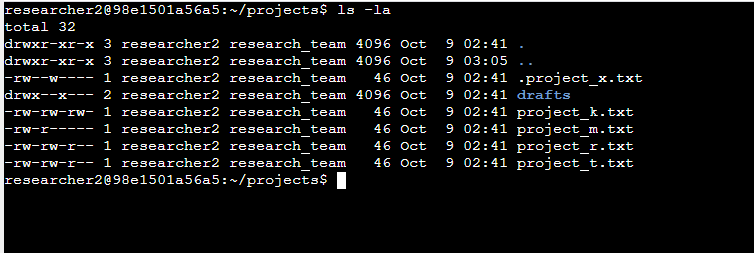 researcher2@98e1501a56a5:~/projects$ ls -la
total 32
drwxr-xr-x 3 researcher2 research_team 4096 Oct  9 02:41 .
drwxr-xr-x 3 researcher2 research_team 4096 Oct  9 03:05 ..
-rw--w---- 1 researcher2 research_team   46 Oct  9 02:41 .project_x.txt
drwx--x--- 2 researcher2 research_team 4096 Oct  9 02:41 drafts
-rw-rw-rw- 1 researcher2 research_team   46 Oct  9 02:41 project_k.txt
-rw-r----- 1 researcher2 research_team   46 Oct  9 02:41 project_m.txt
-rw-rw-r-- 1 researcher2 research_team   46 Oct  9 02:41 project_r.txt
-rw-rw-r-- 1 researcher2 research_team   46 Oct  9 02:41 project_t.txt
researcher2@98e1501a56a5:~/projects$